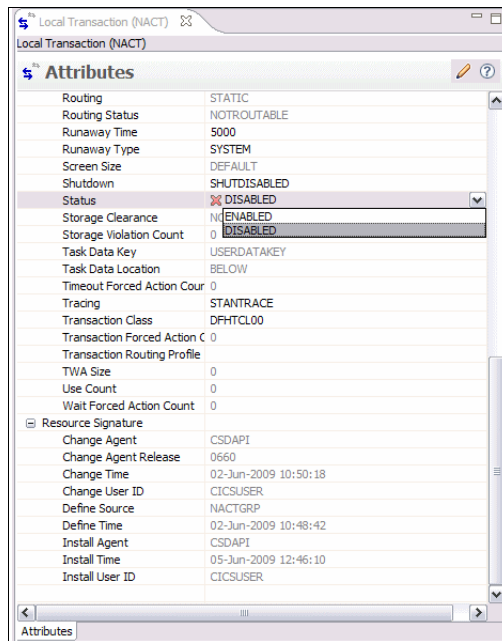 Local Transaction (NACT)
Local Transaction (NACT)
Attributes
Routing STATIC
Routing Status NOTROUTABLE
Runaway Time 5000
Runaway Type SYSTEM
Screen Size DEFAULT
Shutdown SHUTDISABLED
Status DISABLED
Storage Clearance NO
ENABLED
Storage Violation Count 0
DISABLED
Task Data Key USERDATAKEY
Task Data Location BELOW
Timeout Forced Action Cour 0
Tracing STANTRACE
Transaction Class DFHTCL00
Transaction Forced Action C 0
Transaction Routing Profile
TWA Size 0
Use Count 0
Wait Forced Action Count 0
Resource Signature
Change Agent CSDAPI
Change Agent Release 0660
Change Time 02-Jun-2009 10:50:18
Change User ID CICSUSER
Define Source NACTGRP
Define Time 02-Jun-2009 10:48:42
Install Agent CSDAPI
Install Time 05-Jun-2009 12:46:10
Install User ID CICSUSER
Attributes